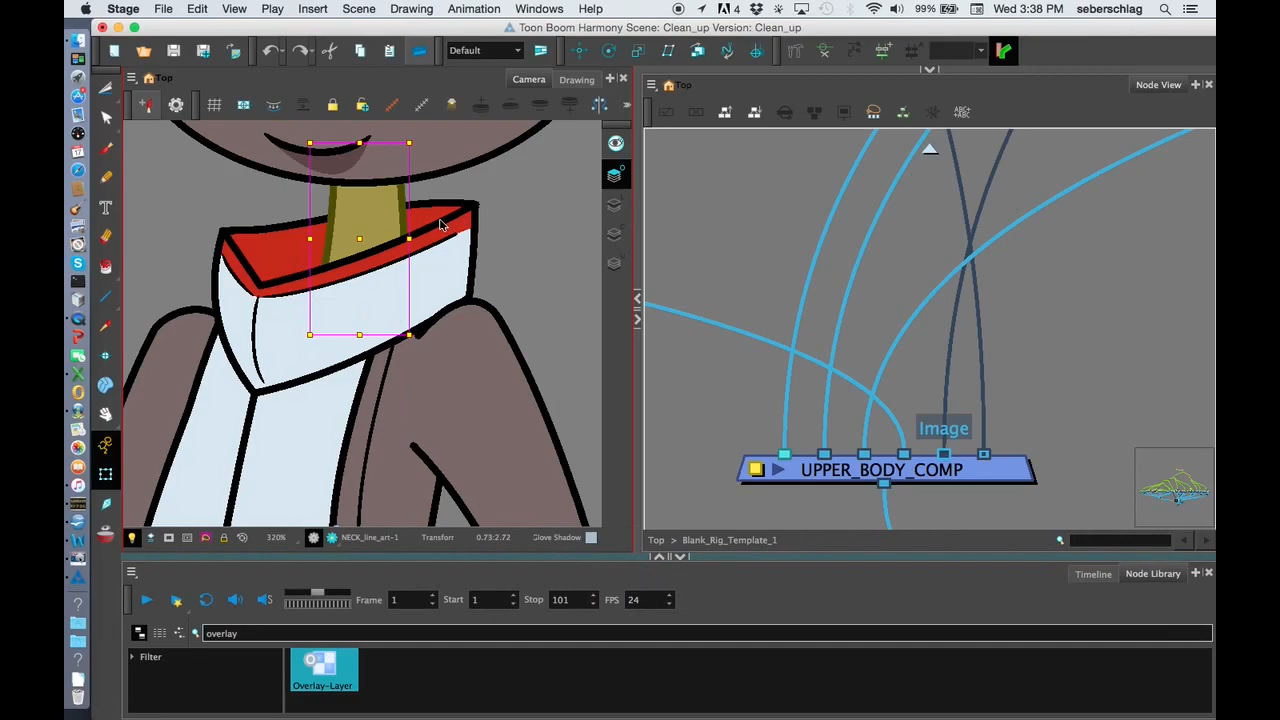 Stage File Edit View Play Insert Scene Drawing Animation Windows Help 4 99% Wed 3:38 PM seberschlag
Toon Boom Harmony Scene: Clean_up Version: Clean_up
Default
Top Camera Drawing
Top Node View
ABC+
+ABC
Image
UPPER_BODY_COMP
320% NECK_line_art-1 Transform 0.73:2.72 Glove Shadow
Top > Blank_Rig_Template_1
Timeline Node Library
Frame 1 Start 1 Stop 101 FPS 24
overlay
Filter
Overlay-Layer